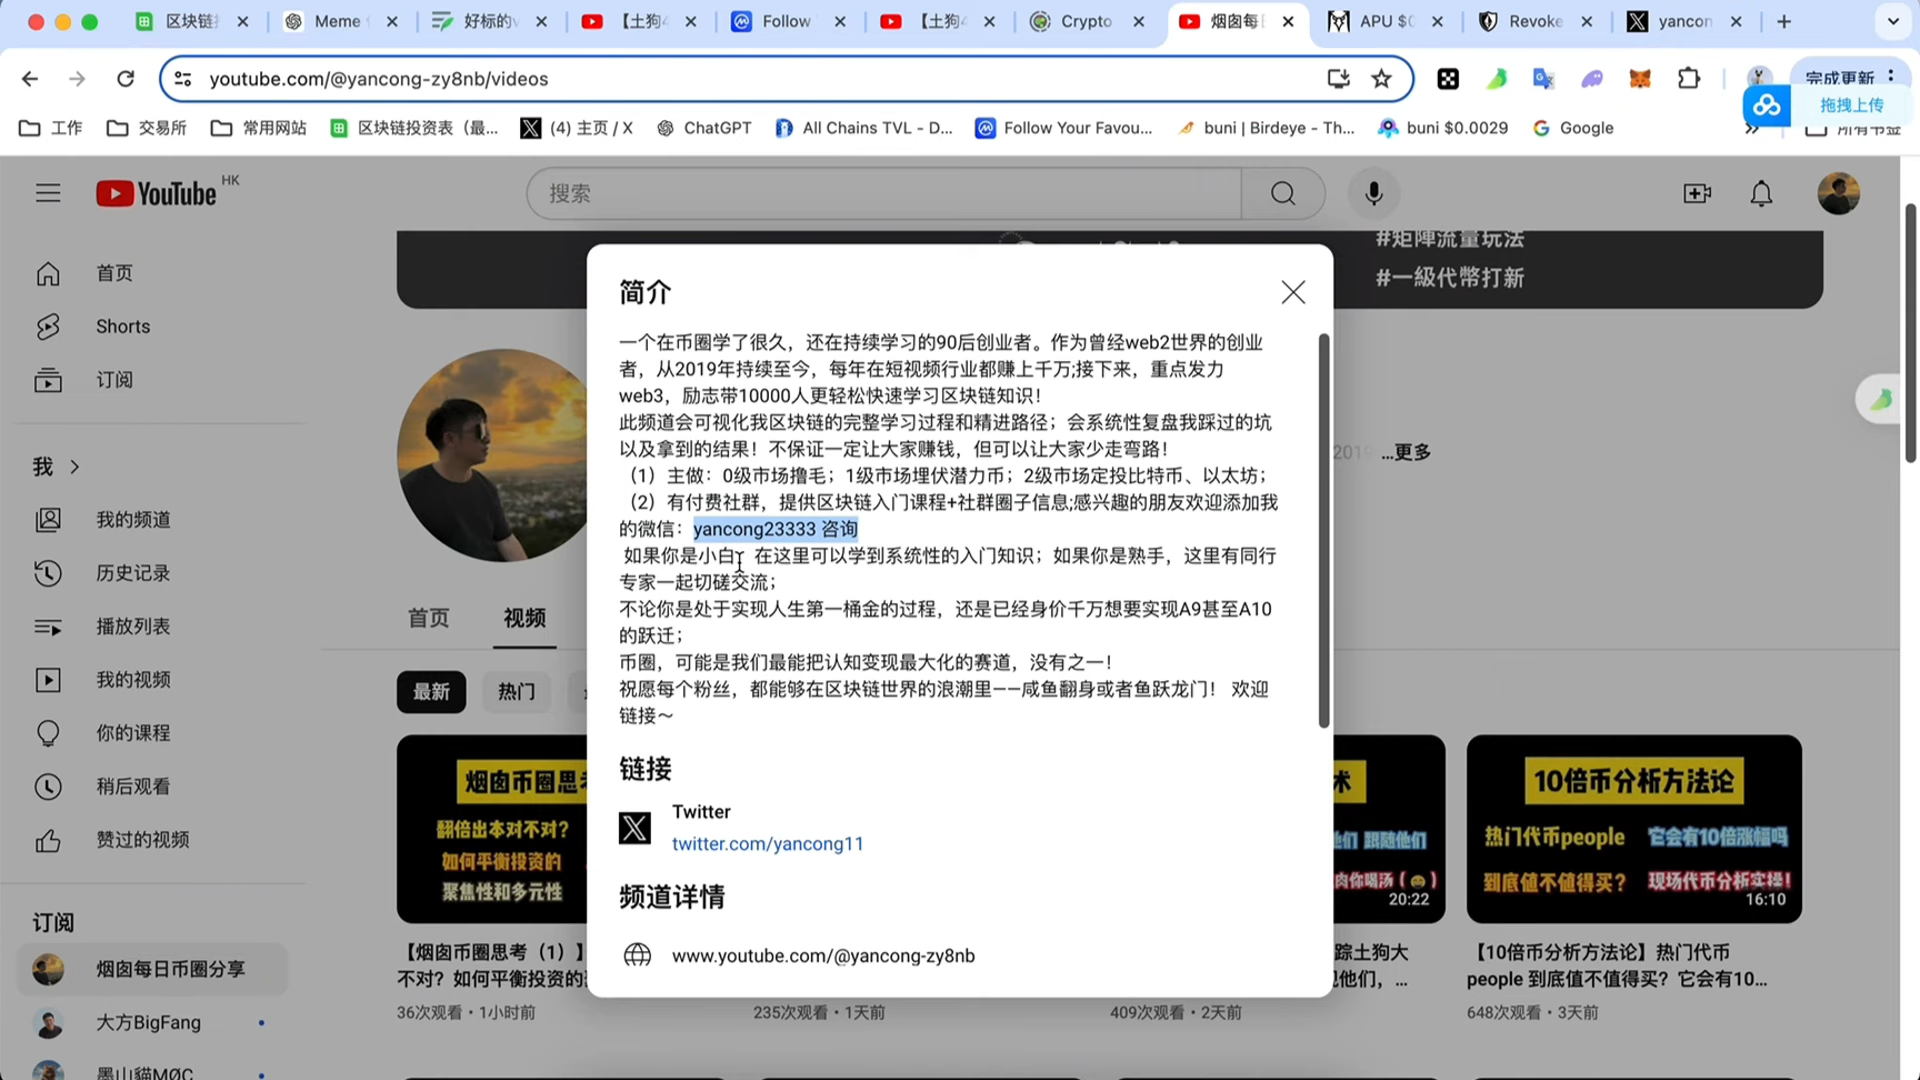 区块链
Meme
好标的v
【土狗
Follow
【土狗
Crypto
烟囱每日
APU $0
Revoke
yancon
youtube.com/@yancong-zy8nb/videos
完成更新
拖拽上传
工作
交易所
常用网站
区块链投资表（最...
(4) 主页 / X
ChatGPT
All Chains TVL - D...
Follow Your Favou...
buni | Birdeye - Th...
buni $0.0029
Google
所有书签
YouTube HK
搜索
#矩陣流量玩法
#一級代幣打新
首页
Shorts
订阅
我
我的频道
历史记录
播放列表
我的视频
你的课程
稍后观看
赞过的视频
订阅
烟囱每日币圈分享
大方BigFang
墨山貓MØC
2019 ...更多
首页
视频
最新
热门
简介
一个在币圈学了很久，还在持续学习的90后创业者。作为曾经web2世界的创业
者，从2019年持续至今，每年在短视频行业都赚上千万;接下来，重点发力
web3，励志带10000人更轻松快速学习区块链知识！
此频道会可视化我区块链的完整学习过程和精进路径；会系统性复盘我踩过的坑
以及拿到的结果！不保证一定让大家赚钱，但可以让大家少走弯路！
（1）主做：0级市场撸毛；1级市场埋伏潜力币；2级市场定投比特币、以太坊；
（2）有付费社群，提供区块链入门课程+社群圈子信息;感兴趣的朋友欢迎添加我
的微信：yancong23333 咨询
如果你是小白，在这里可以学到系统性的入门知识；如果你是熟手，这里有同行
专家一起切磋交流；
不论你是处于实现人生第一桶金的过程，还是已经身价千万想要实现A9甚至A10
的跃迁；
币圈，可能是我们最能把认知变现最大化的赛道，没有之一！
祝愿每个粉丝，都能够在区块链世界的浪潮里——咸鱼翻身或者鱼跃龙门！ 欢迎
链接～
链接
Twitter
twitter.com/yancong11
频道详情
www.youtube.com/@yancong-zy8nb
烟囱币圈思
翻倍出本对不对？
如何平衡投资的
聚焦性和多元性
【烟囱币圈思考（1）】
不对？如何平衡投资的
36次观看・1小时前
235次观看・1天前
术
他们 跟随他们
肉你喝汤
20:22
踪土狗大
他们，...
409次观看・2天前
10倍币分析方法论
热门代币people 它会有10倍涨幅吗
到底值不值得买？ 现场代币分析实操！
16:10
【10倍币分析方法论】热门代币
people 到底值不值得买？它会有10...
648次观看・3天前